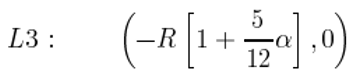 L3 : (−R [1 + 5/12 α], 0)